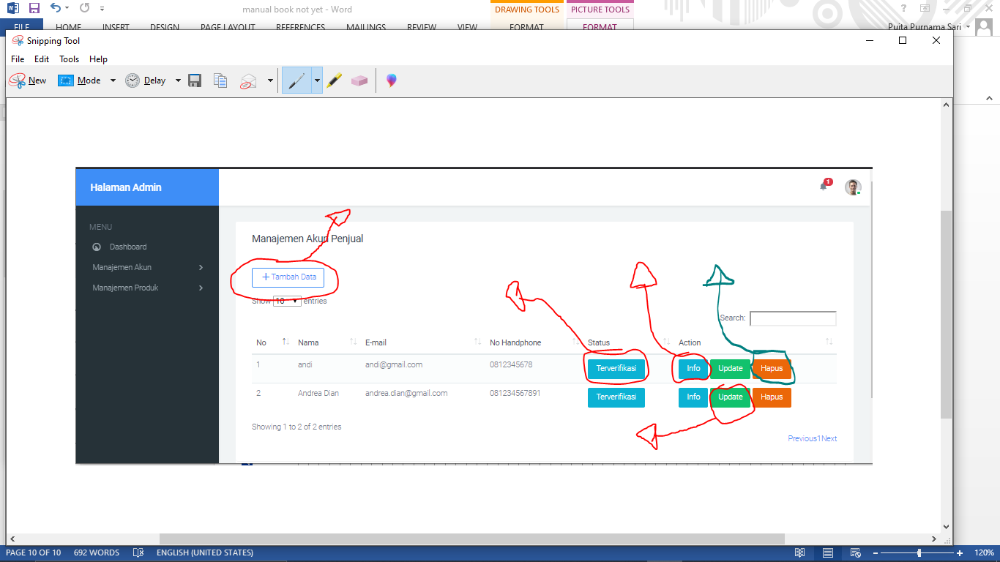 manual book not yet - Word
DRAWING TOOLS PICTURE TOOLS
FILE HOME INSERT DESIGN PAGE LAYOUT REFERENCES MAILINGS REVIEW VIEW FORMAT FORMAT Puita Purnama Sari
Snipping Tool
File Edit Tools Help
New Mode Delay
Halaman Admin 1
MENU
Dashboard
Manajemen Akun
Manajemen Produk
Manajemen Akun Penjual
+ Tambah Data
Show 10 entries
Search:
No Nama E-mail No Handphone Status Action
1 andi andi@gmail.com 0812345678 Terverifikasi Info Update Hapus
2 Andrea Dian andrea.dian@gmail.com 081234567891 Terverifikasi Info Update Hapus
Showing 1 to 2 of 2 entries
Previous1Next
PAGE 10 OF 10 692 WORDS ENGLISH (UNITED STATES) 120%